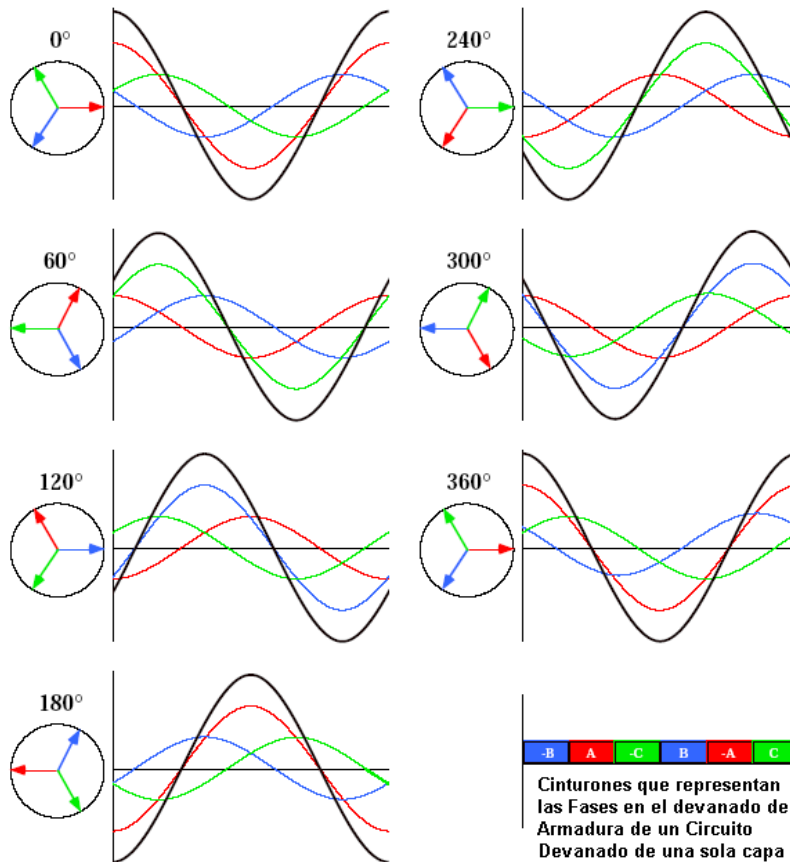 0°
240°
60°
300°
120°
360°
180°
-B A -C B -A C
Cinturones que representan
las Fases en el devanado de
Armadura de un Circuito
Devanado de una sola capa